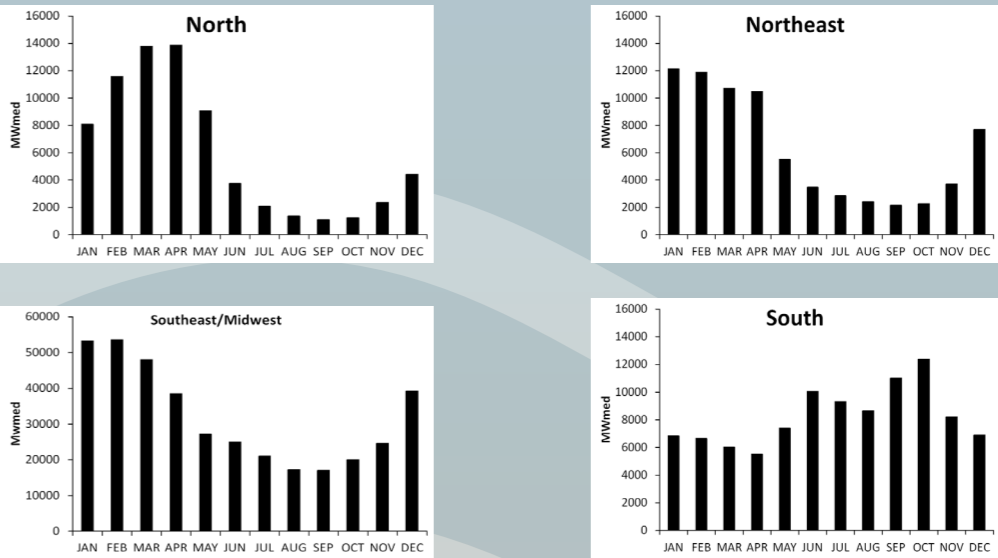 North
MWmed
16000
14000
12000
10000
8000
6000
4000
2000
0
JAN FEB MAR APR MAY JUN JUL AUG SEP OCT NOV DEC
Northeast
MWmed
16000
14000
12000
10000
8000
6000
4000
2000
0
JAN FEB MAR APR MAY JUN JUL AUG SEP OCT NOV DEC
Southeast/Midwest
Mwmed
60000
50000
40000
30000
20000
10000
0
JAN FEB MAR APR MAY JUN JUL AUG SEP OCT NOV DEC
South
MWmed
16000
14000
12000
10000
8000
6000
4000
2000
0
JAN FEB MAR APR MAY JUN JUL AUG SEP OCT NOV DEC